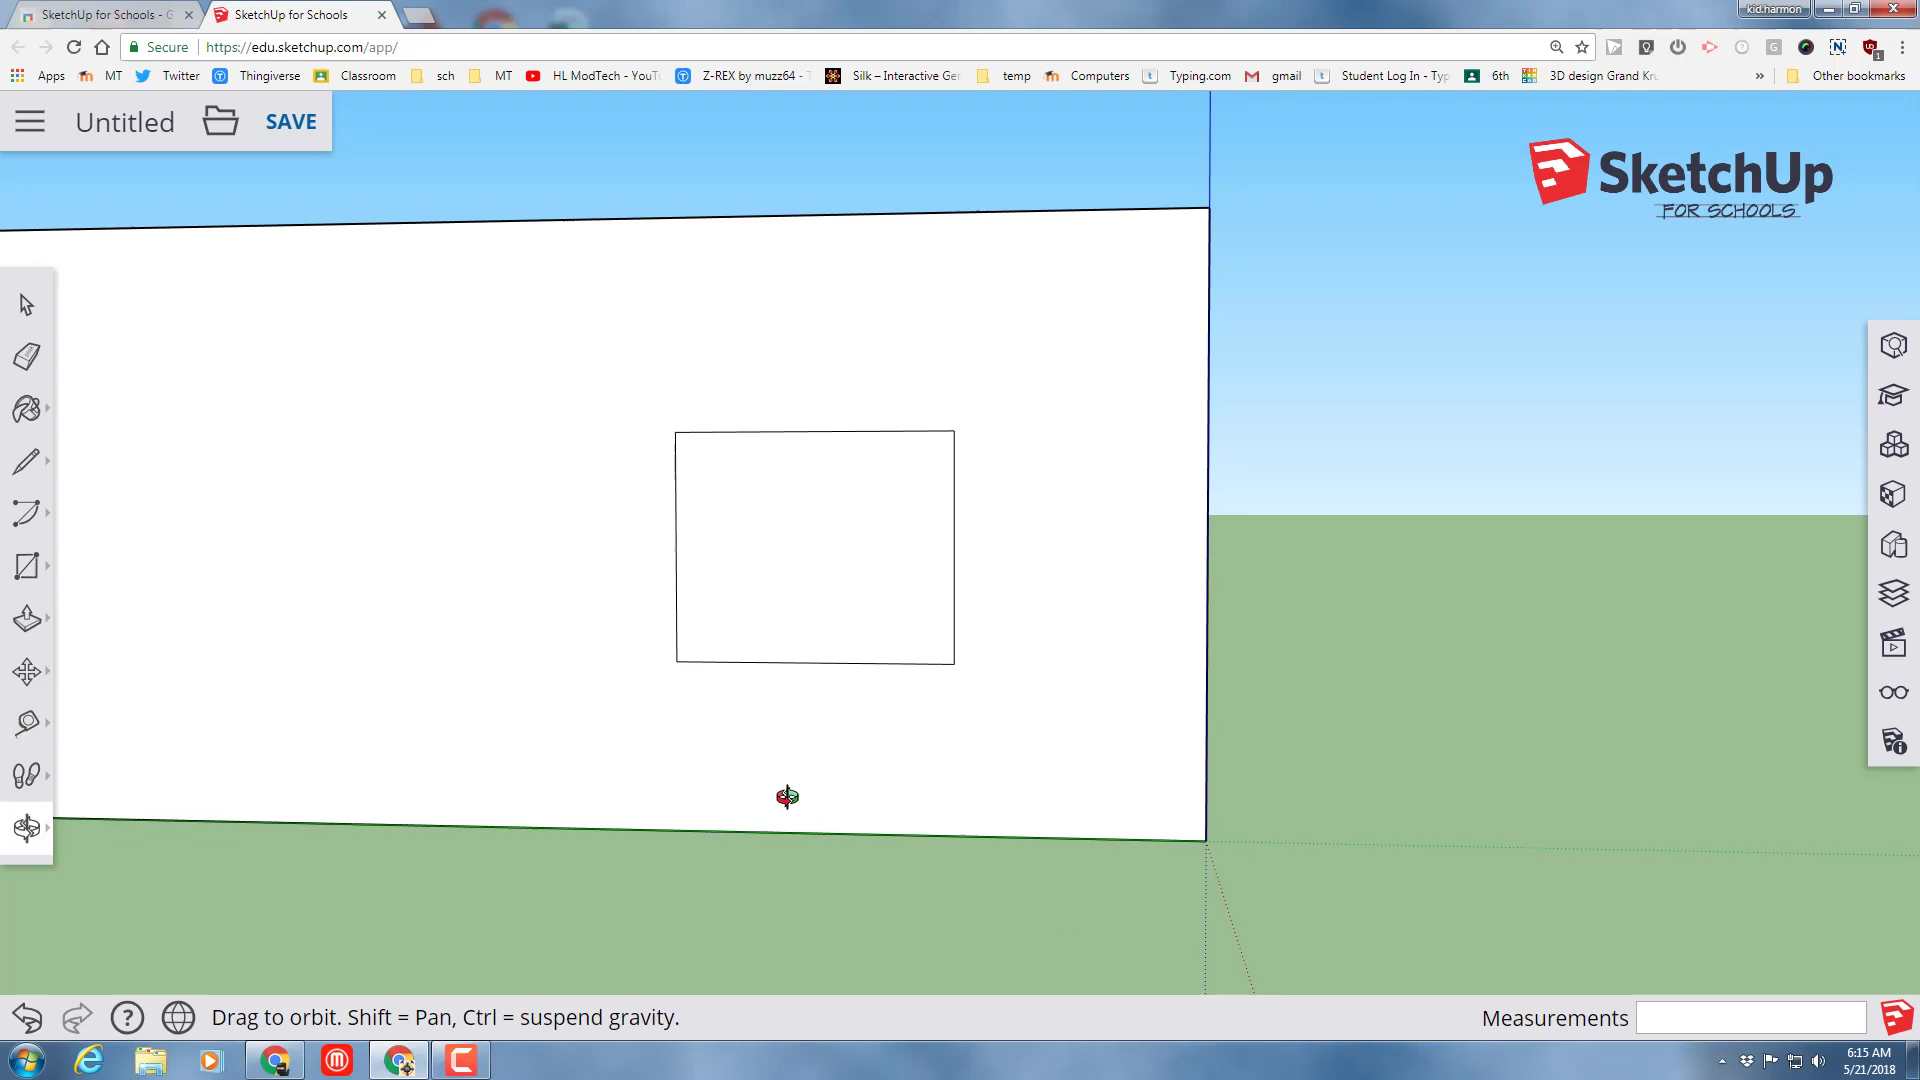 SketchUp for Schools - G
SketchUp for Schools
kid.harmon
Secure
https://edu.sketchup.com/app/
Apps
MT
Twitter
Thingiverse
Classroom
sch
MT
HL ModTech - YouTu
Z-REX by muzz64 - T
Silk – Interactive Ger
temp
Computers
Typing.com
gmail
Student Log In - Typ
6th
3D design Grand Kru
»
Other bookmarks
Untitled
SAVE
SketchUp
FOR SCHOOLS
Drag to orbit. Shift = Pan, Ctrl = suspend gravity.
Measurements
6:15 AM
5/21/2018